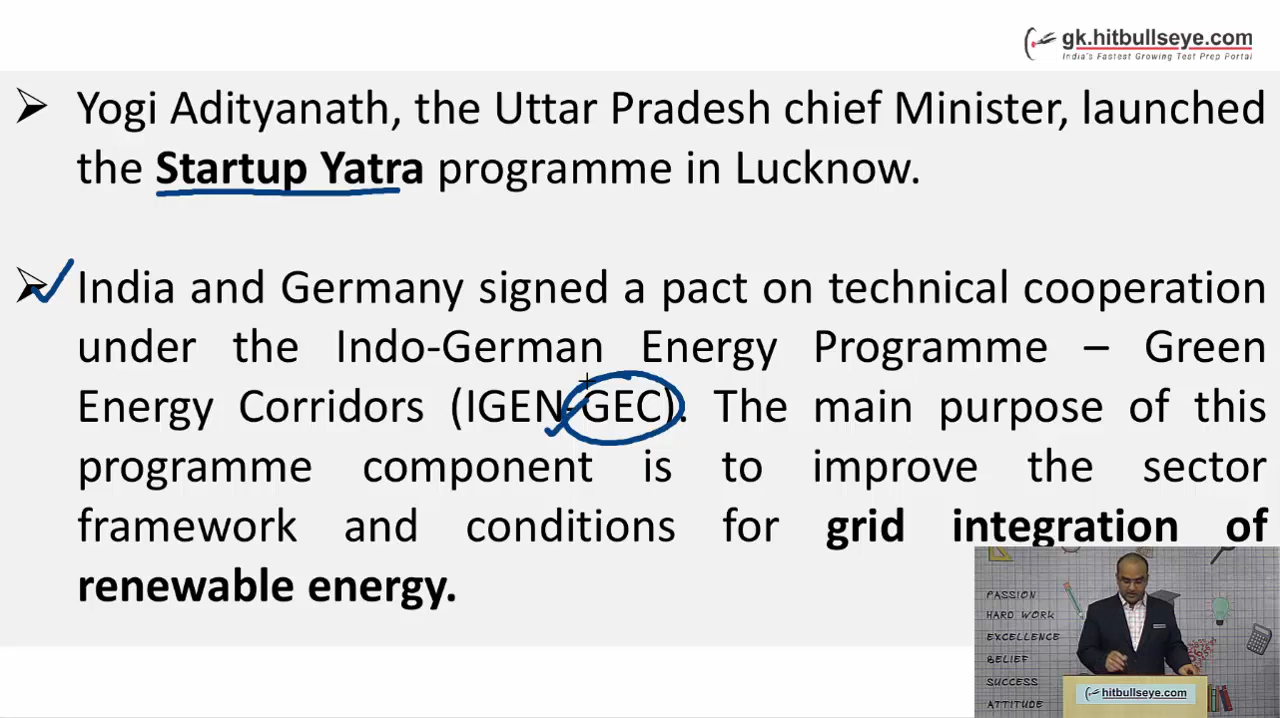 gk.hitbullseye.com
India's Fastest Growing Test Prep Portal
Yogi Adityanath, the Uttar Pradesh chief Minister, launched
the Startup Yatra programme in Lucknow.
India and Germany signed a pact on technical cooperation
under the Indo-German Energy Programme – Green
Energy Corridors (IGEN-GEC). The main purpose of this
programme component is to improve the sector
framework and conditions for grid integration of
renewable energy.
PASSION
HARD WORK
EXCELLENCE
BELIEF
SUCCESS
ATTITUDE
hitbullseye.com